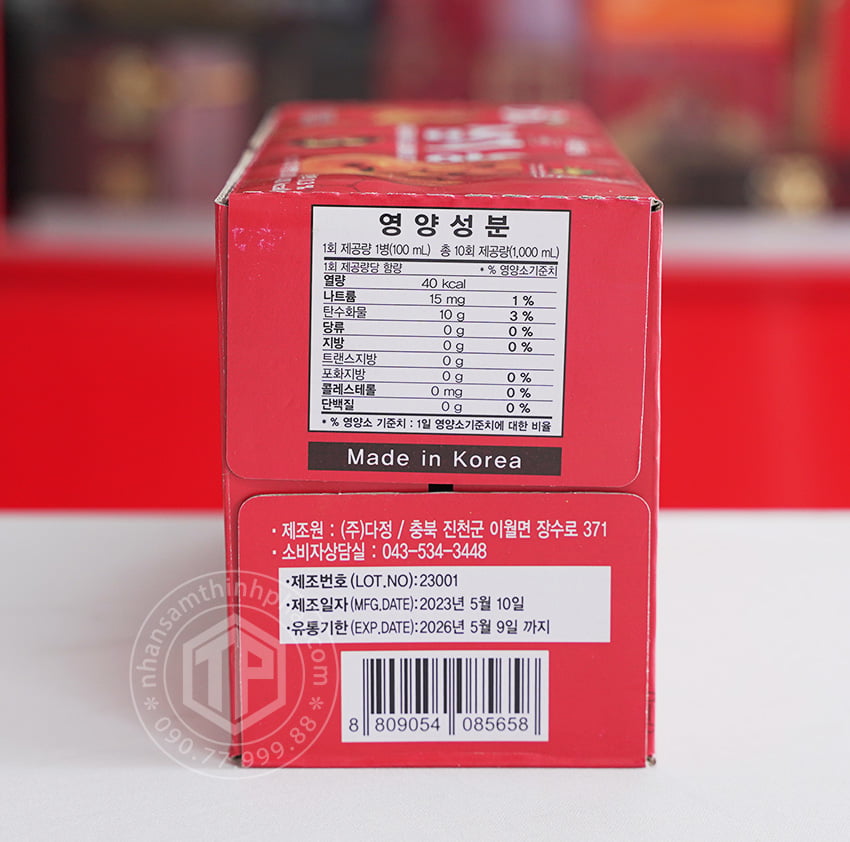 영양성분
1회 제공량 1병(100 mL) 총 10회 제공량(1,000 mL)
1회 제공량당 함량 * % 영양소기준치
열량 40 kcal
나트륨 15 mg 1 %
탄수화물 10 g 3 %
당류 0 g 0 %
지방 0 g 0 %
트랜스지방 0 g
포화지방 0 g 0 %
콜레스테롤 0 mg 0 %
단백질 0 g 0 %
* % 영양소 기준치 : 1일 영양소기준치에 대한 비율
Made in Korea
· 제조원 : (주)다정 / 충북 진천군 이월면 장수로 371
· 소비자상담실 : 043-534-3448
·제조번호(LOT.NO):23001
·제조일자(MFG.DATE):2023년 5월 10일
·유통기한(EXP.DATE):2026년 5월 9일 까지
8 809054 085658
TP
090.77.999.88